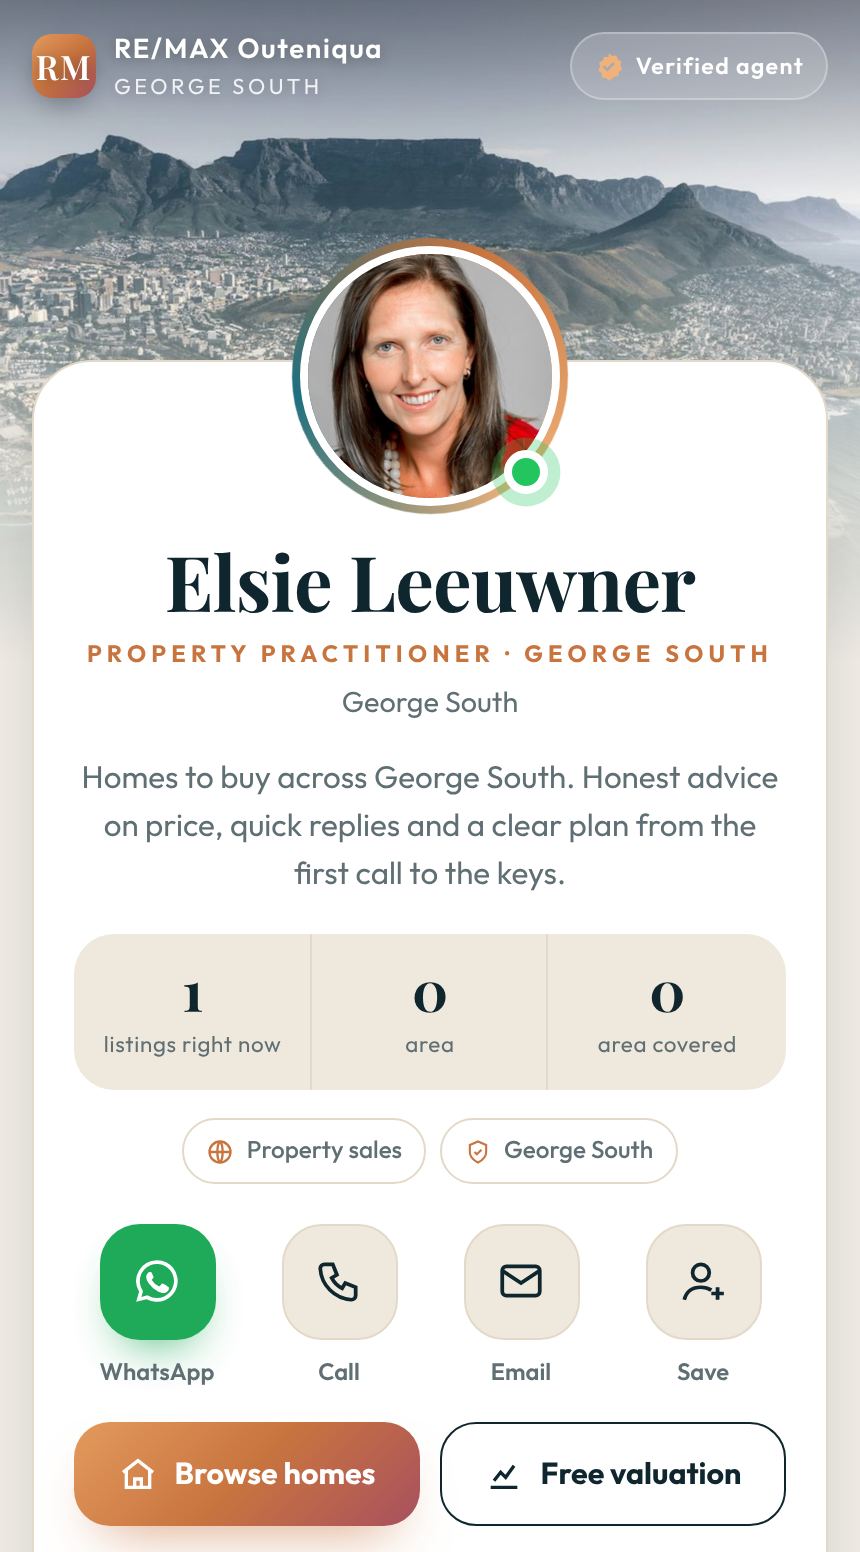 RM
RE/MAX Outeniqua
GEORGE SOUTH
Verified agent
Elsie Leeuwner
PROPERTY PRACTITIONER · GEORGE SOUTH
George South
Homes to buy across George South. Honest advice
on price, quick replies and a clear plan from the
first call to the keys.
1
listings right now
0
area
0
area covered
Property sales
George South
WhatsApp
Call
Email
Save
Browse homes
Free valuation